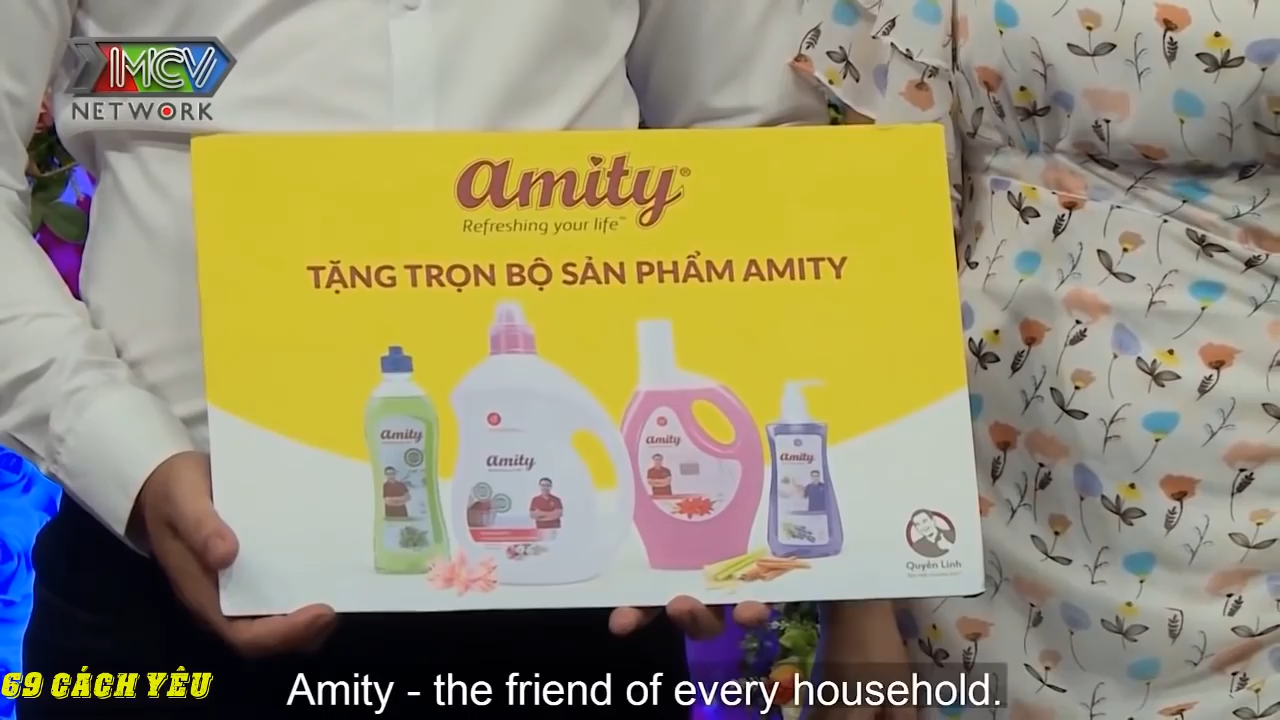 MCV
NETWORK
amity
Refreshing your life™
TẶNG TRỌN BỘ SẢN PHẨM AMITY
amity
amity
amity
amity
Quyền Linh
69 CÁCH YÊU
Amity - the friend of every household.